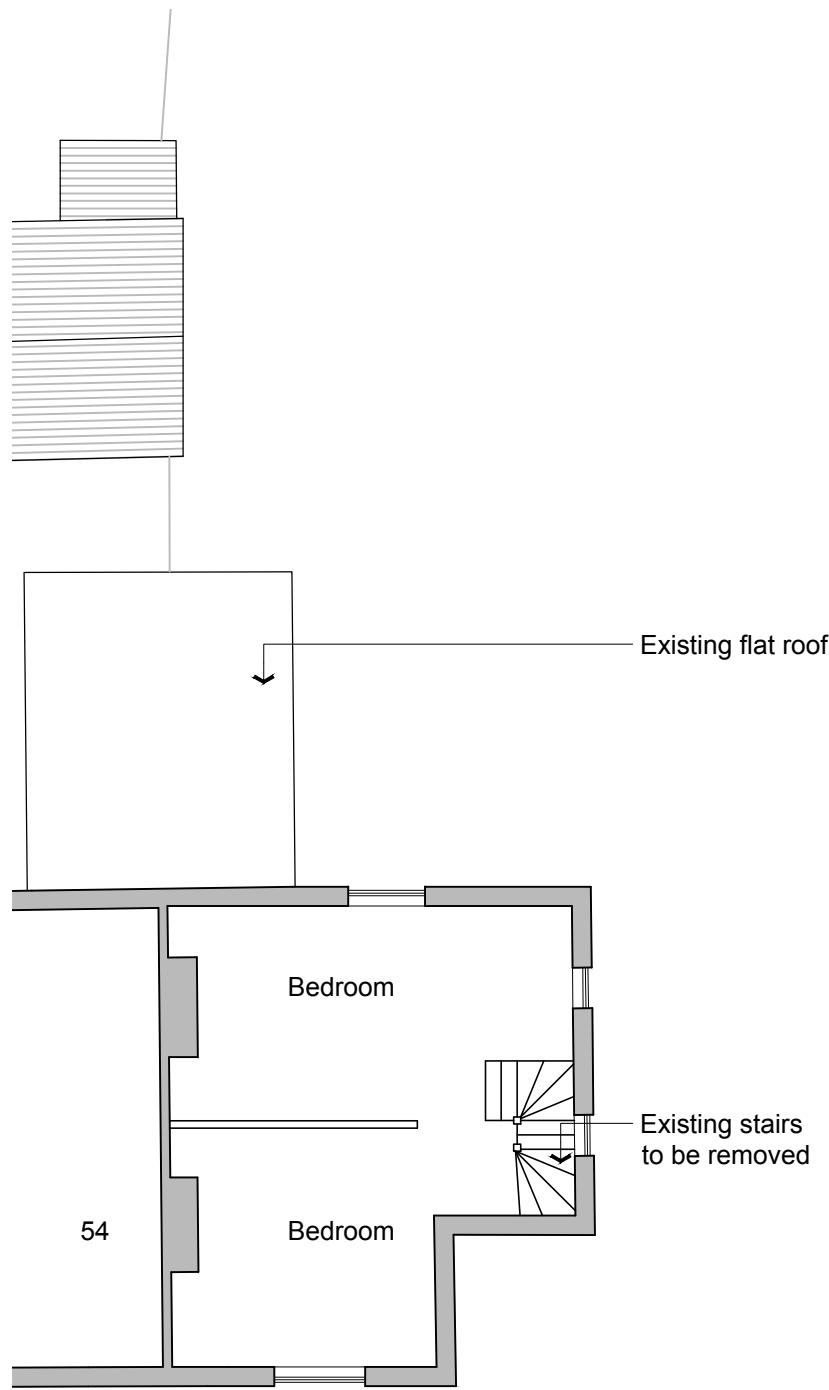 Existing flat roof
Bedroom
Existing stairs
to be removed
54
Bedroom